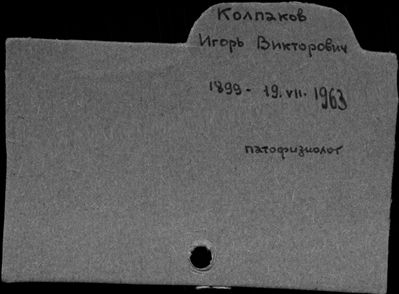 Колпаков
Игорь Викторович
1899 - 19.VII.1963
патофизиолог